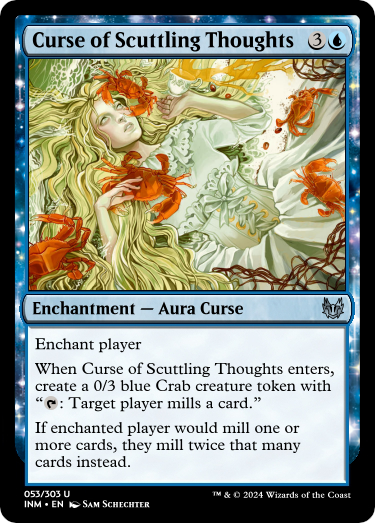 Curse of Scuttling Thoughts 3
Enchantment — Aura Curse
Enchant player
When Curse of Scuttling Thoughts enters,
create a 0/3 blue Crab creature token with
“: Target player mills a card.”
If enchanted player would mill one or
more cards, they mill twice that many
cards instead.
053/303 U
INM • EN Sam Schechter
™ & © 2024 Wizards of the Coast